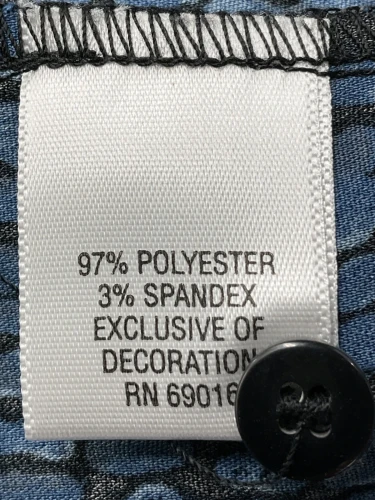 97% POLYESTER
3% SPANDEX
EXCLUSIVE OF
DECORATION
RN 69016